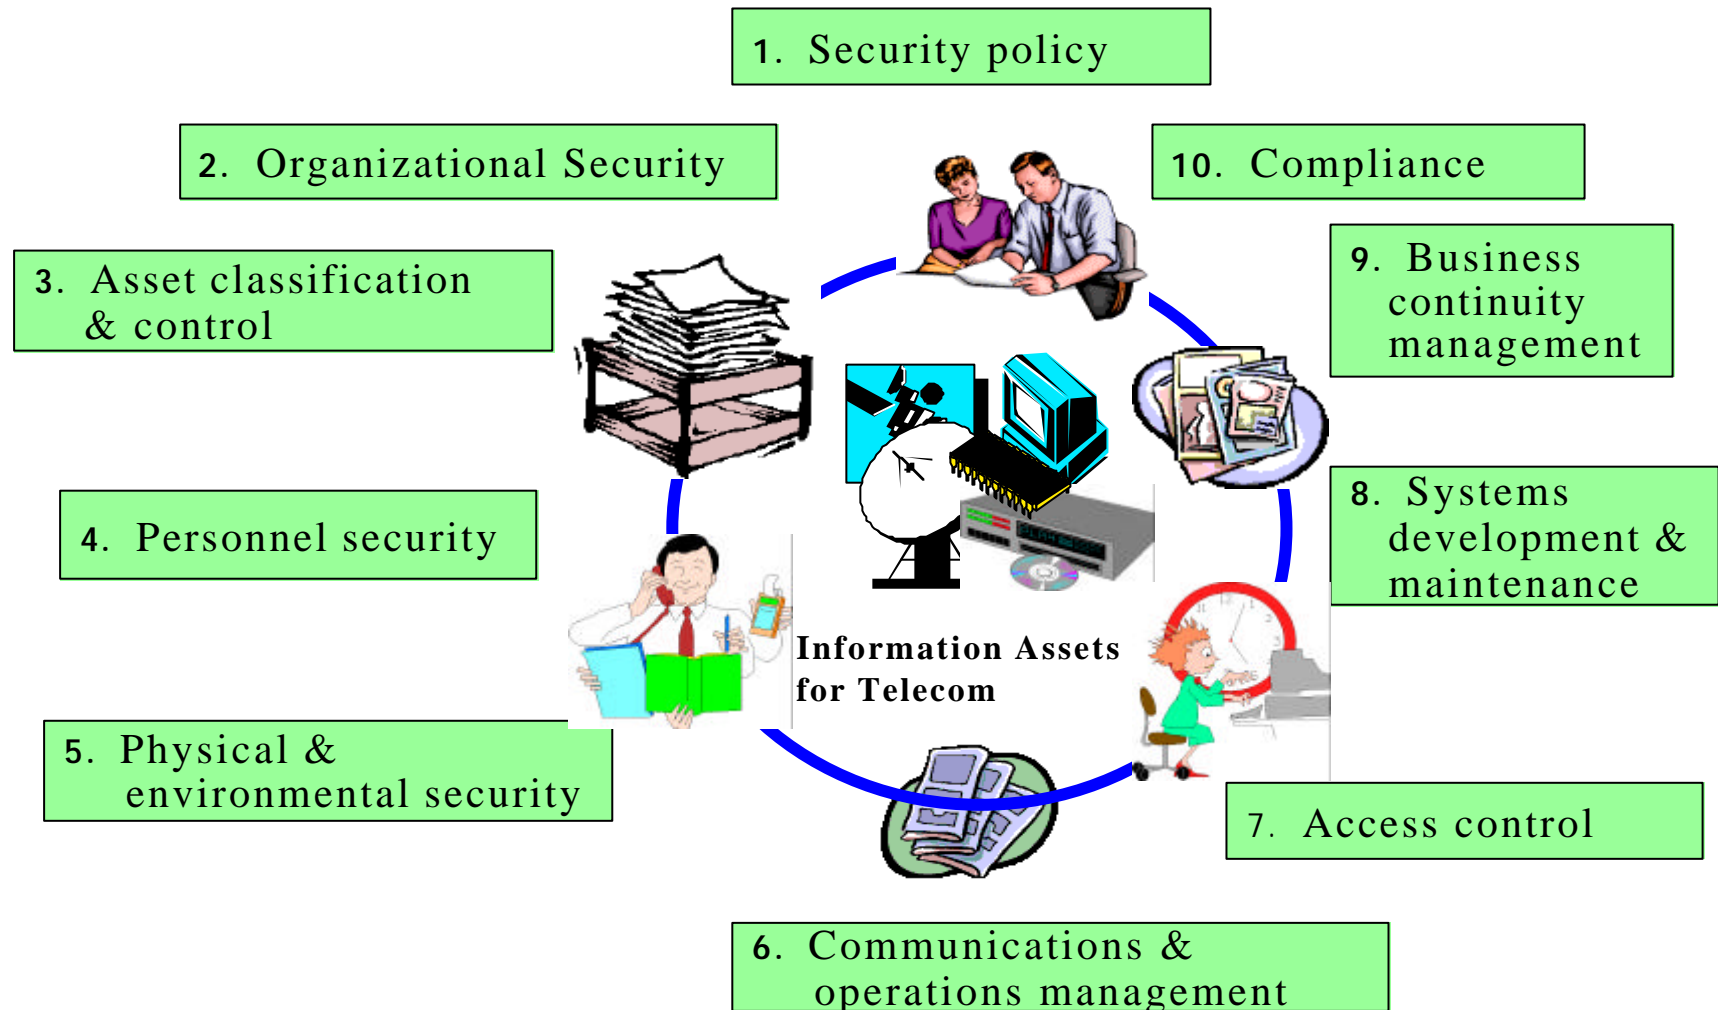 1. Security policy
2. Organizational Security
3. Asset classification
& control
4. Personnel security
5. Physical &
environmental security
6. Communications &
operations management
7. Access control
8. Systems
development &
maintenance
9. Business
continuity
management
10. Compliance
Information Assets
for Telecom